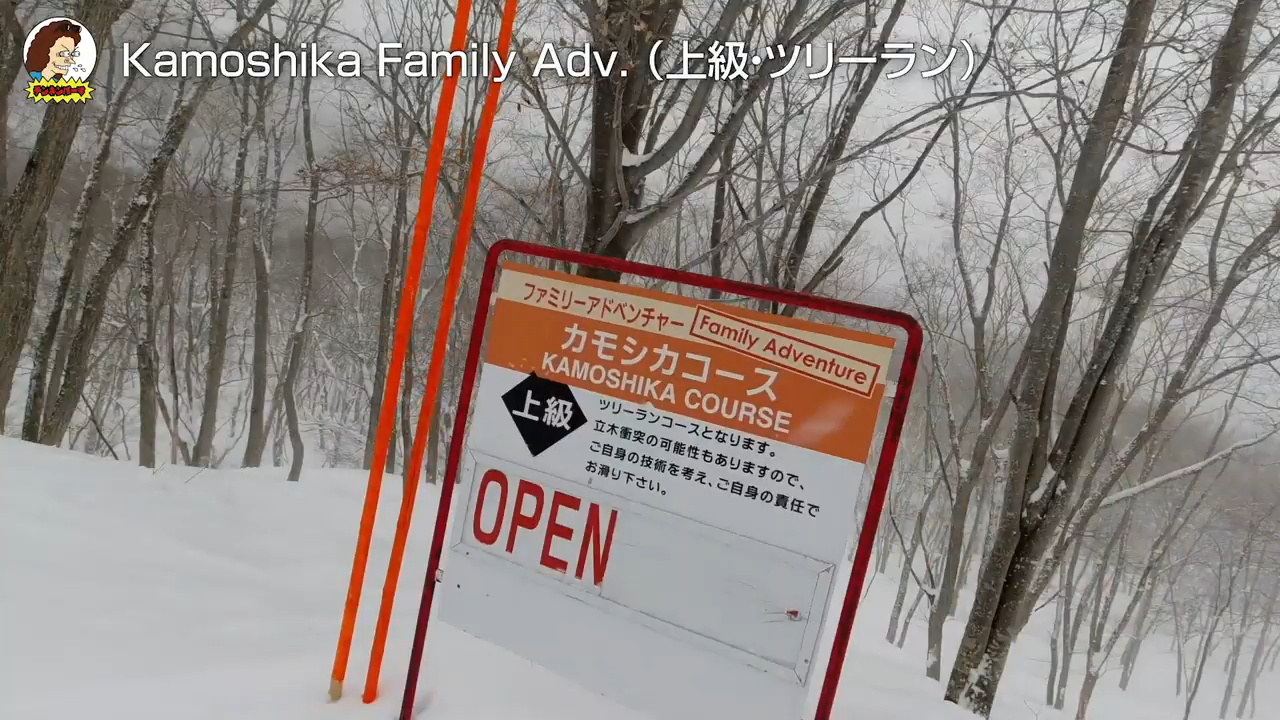 Kamoshika Family Adv.（上級・ツリーラン）
ファミリーアドベンチャー Family Adventure
カモシカコース
KAMOSHIKA COURSE
上級
ツリーランコースとなります。
立木衝突の可能性もありますので、
ご自身の技術を考え、ご自身の責任で
お滑り下さい。
OPEN